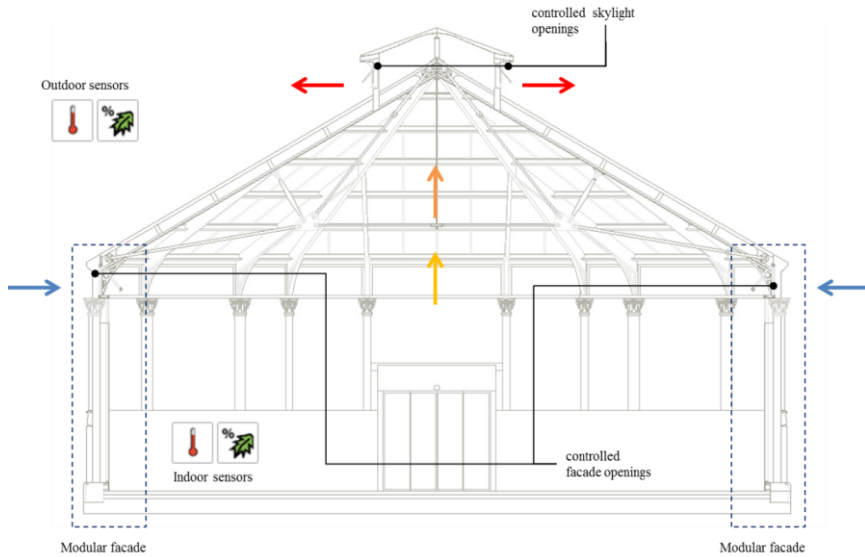 controlled skylight
openings
Outdoor sensors
%
%
Indoor sensors
controlled
facade openings
Modular facade
Modular facade